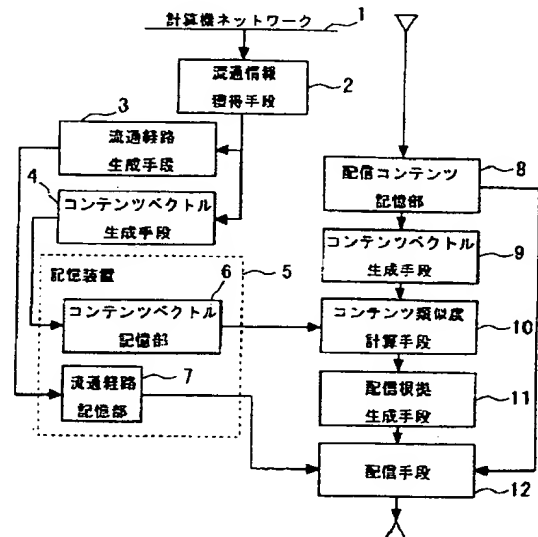 計算機ネットワーク
1
流通情報
獲得手段
2
3
流通経路
生成手段
4
コンテンツベクトル
生成手段
記憶装置
5
6
コンテンツベクトル
記憶部
7
流通経路
記憶部
配信コンテンツ
記憶部
8
コンテンツベクトル
生成手段
9
コンテンツ類似度
計算手段
10
配信根拠
生成手段
11
配信手段
12